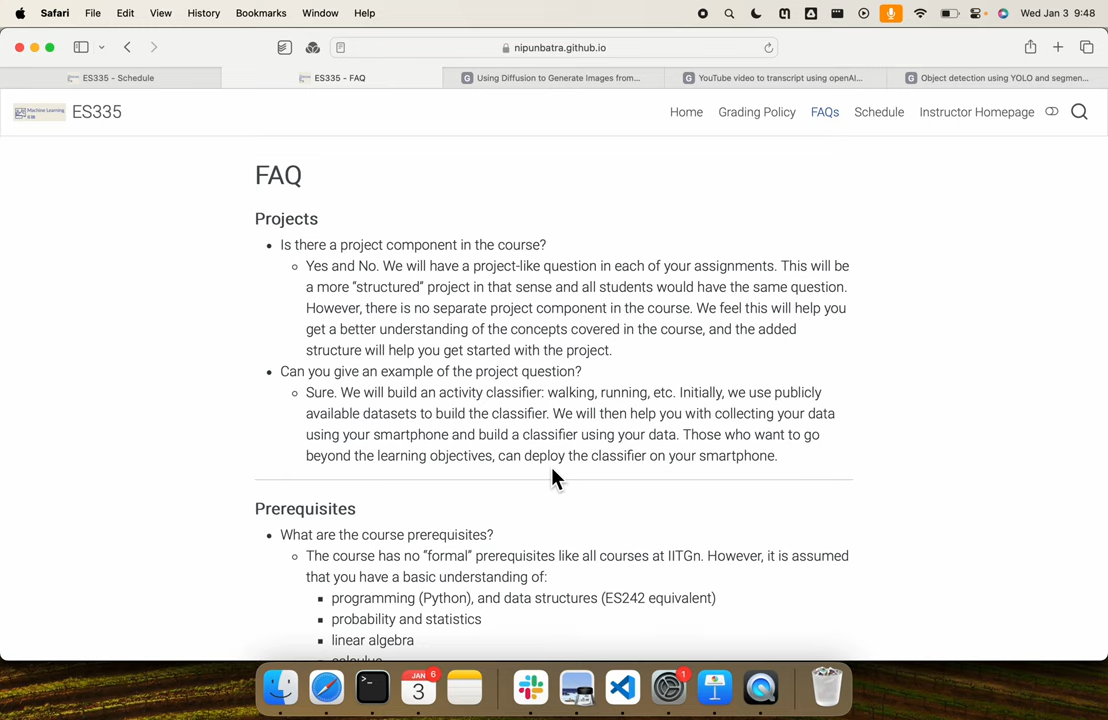 Safari File Edit View History Bookmarks Window Help Wed Jan 3 9:48
nipunbatra.github.io
ES335 - Schedule ES335 - FAQ Using Diffusion to Generate Images from... YouTube video to transcript using openAI... Object detection using YOLO and segmen...
ES335 Home Grading Policy FAQs Schedule Instructor Homepage
FAQ
Projects
• Is there a project component in the course?
Yes and No. We will have a project-like question in each of your assignments. This will be
a more “structured” project in that sense and all students would have the same question.
However, there is no separate project component in the course. We feel this will help you
get a better understanding of the concepts covered in the course, and the added
structure will help you get started with the project.
• Can you give an example of the project question?
Sure. We will build an activity classifier: walking, running, etc. Initially, we use publicly
available datasets to build the classifier. We will then help you with collecting your data
using your smartphone and build a classifier using your data. Those who want to go
beyond the learning objectives, can deploy the classifier on your smartphone.
Prerequisites
• What are the course prerequisites?
The course has no “formal” prerequisites like all courses at IITGn. However, it is assumed
that you have a basic understanding of:
programming (Python), and data structures (ES242 equivalent)
probability and statistics
linear algebra
calculus
JAN 6
3
1